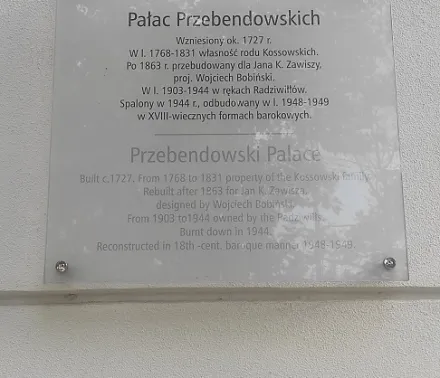 Pałac Przebendowskich
Wzniesiony ok. 1727 r.
W l. 1768-1831 własność rodu Kossowskich.
Po 1863 r. przebudowany dla Jana K. Zawiszy,
proj. Wojciech Bobiński.
W l. 1903-1944 w rękach Radziwiłłów.
Spalony w 1944 r., odbudowany w l. 1948-1949
w XVIII-wiecznych formach barokowych.
Przebendowski Palace
Built c.1727. From 1768 to 1831 property of the Kossowski family.
Rebuilt after 1863 for Jan K. Zawisza,
designed by Wojciech Bobiński.
From 1903 to1944 owned by the Radziwills.
Burnt down in 1944.
Reconstructed in 18th -cent. baroque manner 1948-1949.